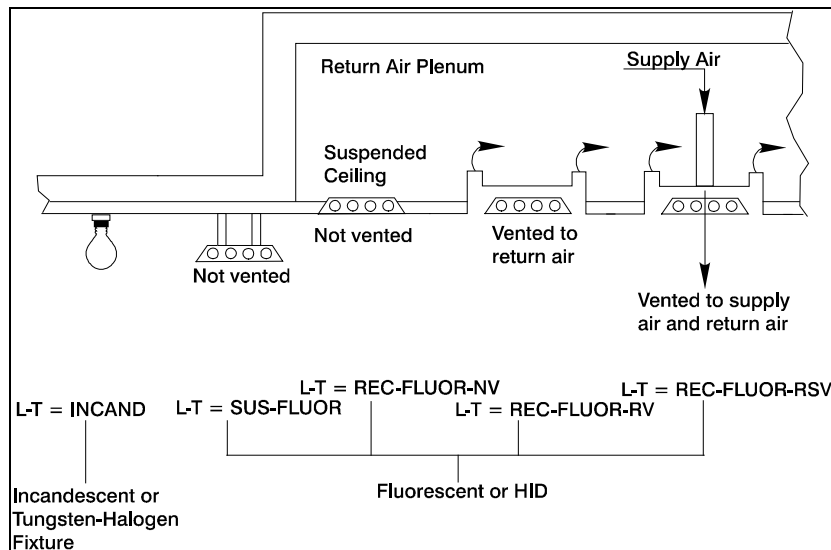 Return Air Plenum
Supply Air
Suspended
Ceiling
Not vented
Not vented
Vented to
return air
Vented to supply
air and return air
L-T = INCAND
L-T = SUS-FLUOR
L-T = REC-FLUOR-NV
L-T = REC-FLUOR-RV
L-T = REC-FLUOR-RSV
Incandescent or
Tungsten-Halogen
Fixture
Fluorescent or HID